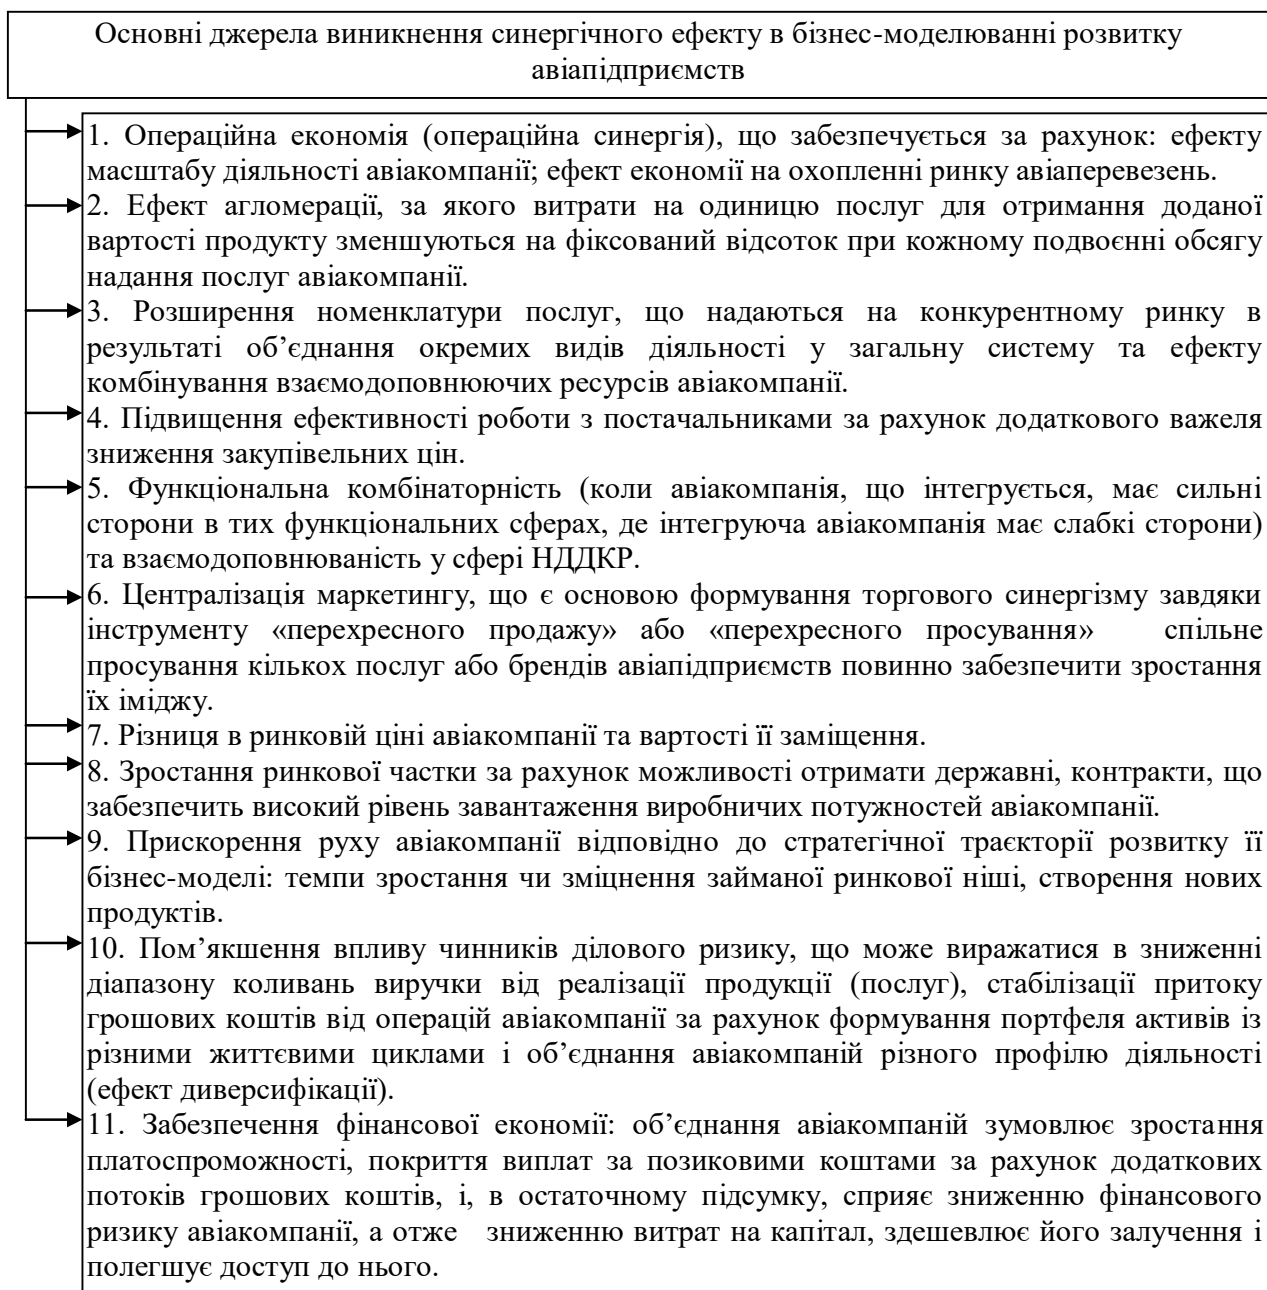 Основні джерела виникнення синергічного ефекту в бізнес-моделюванні розвитку
авіапідприємств
1. Операційна економія (операційна синергія), що забезпечується за рахунок: ефекту
масштабу діяльності авіакомпанії; ефект економії на охопленні ринку авіаперевезень.
2. Ефект агломерації, за якого витрати на одиницю послуг для отримання доданої
вартості продукту зменшуються на фіксований відсоток при кожному подвоєнні обсягу
надання послуг авіакомпанії.
3. Розширення номенклатури послуг, що надаються на конкурентному ринку в
результаті об’єднання окремих видів діяльності у загальну систему та ефекту
комбінування взаємодоповнюючих ресурсів авіакомпанії.
4. Підвищення ефективності роботи з постачальниками за рахунок додаткового важеля
зниження закупівельних цін.
5. Функціональна комбінаторність (коли авіакомпанія, що інтегрується, має сильні
сторони в тих функціональних сферах, де інтегруюча авіакомпанія має слабкі сторони)
та взаємодоповнюваність у сфері НДДКР.
6. Централізація маркетингу, що є основою формування торгового синергізму завдяки
інструменту «перехресного продажу» або «перехресного просування» спільне
просування кількох послуг або брендів авіапідприємств повинно забезпечити зростання
їх іміджу.
7. Різниця в ринковій ціні авіакомпанії та вартості її заміщення.
8. Зростання ринкової частки за рахунок можливості отримати державні, контракти, що
забезпечить високий рівень завантаження виробничих потужностей авіакомпанії.
9. Прискорення руху авіакомпанії відповідно до стратегічної траєкторії розвитку її
бізнес-моделі: темпи зростання чи зміцнення займаної ринкової ніші, створення нових
продуктів.
10. Пом’якшення впливу чинників ділового ризику, що може виражатися в зниженні
діапазону коливань виручки від реалізації продукції (послуг), стабілізації притоку
грошових коштів від операцій авіакомпанії за рахунок формування портфеля активів із
різними життєвими циклами і об’єднання авіакомпаній різного профілю діяльності
(ефект диверсифікації).
11. Забезпечення фінансової економії: об’єднання авіакомпаній зумовлює зростання
платоспроможності, покриття виплат за позиковими коштами за рахунок додаткових
потоків грошових коштів, і, в остаточному підсумку, сприяє зниженню фінансового
ризику авіакомпанії, а отже зниженню витрат на капітал, здешевлює його залучення і
полегшує доступ до нього.